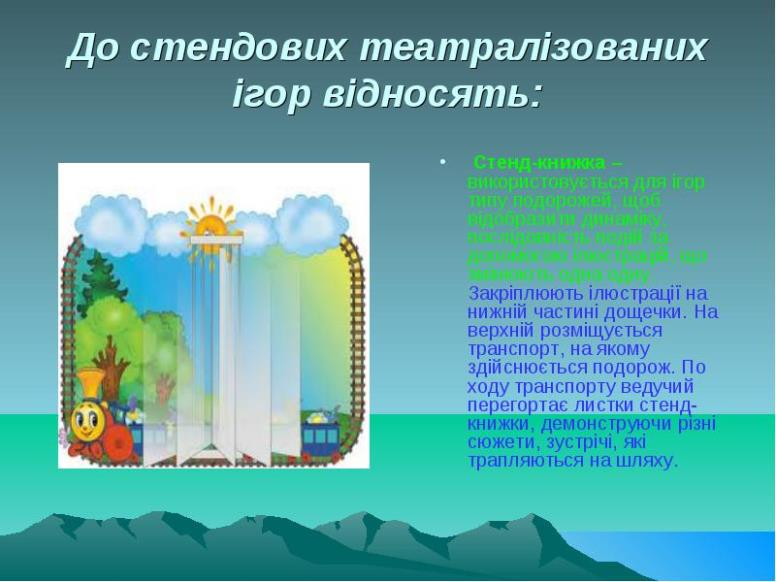 До стендових театралізованих
ігор відносять:
• Стенд-книжка –
використовується для ігор
типу подорожей, щоб
відобразити динаміку,
послідовність подій за
допомогою ілюстрацій, що
змінюють одна одну
Закріплюють ілюстрації на
нижній частині дощечки. На
верхній розміщується
транспорт, на якому
здійснюється подорож. По
ходу транспорту ведучий
перегортає листки стенд-
книжки, демонструючи різні
сюжети, зустрічі, які
трапляються на шляху.